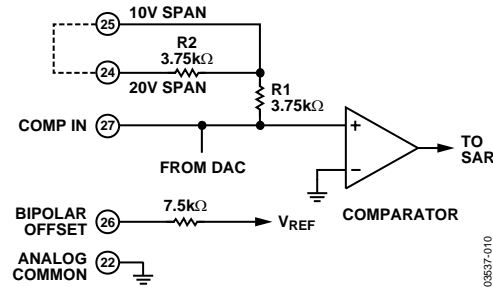 25
10V SPAN
R2
3.75kΩ
24
20V SPAN
R1
3.75kΩ
COMP IN
27
+
–
TO
SAR
FROM DAC
COMPARATOR
7.5kΩ
BIPOLAR
OFFSET
26
VREF
ANALOG
COMMON
22
03537-010